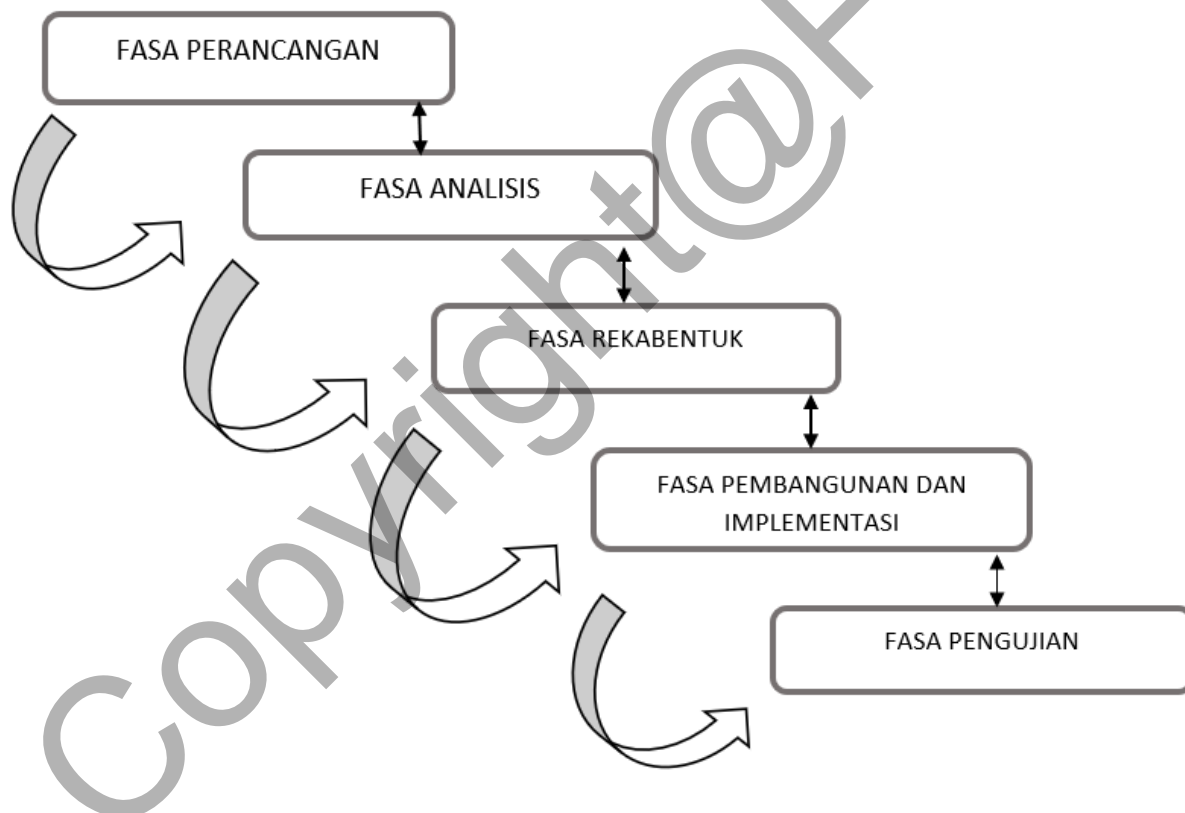 FASA PERANCANGAN
FASA ANALISIS
FASA REKABENTUK
FASA PEMBANGUNAN DAN
IMPLEMENTASI
FASA PENGUJIAN
Copyright@